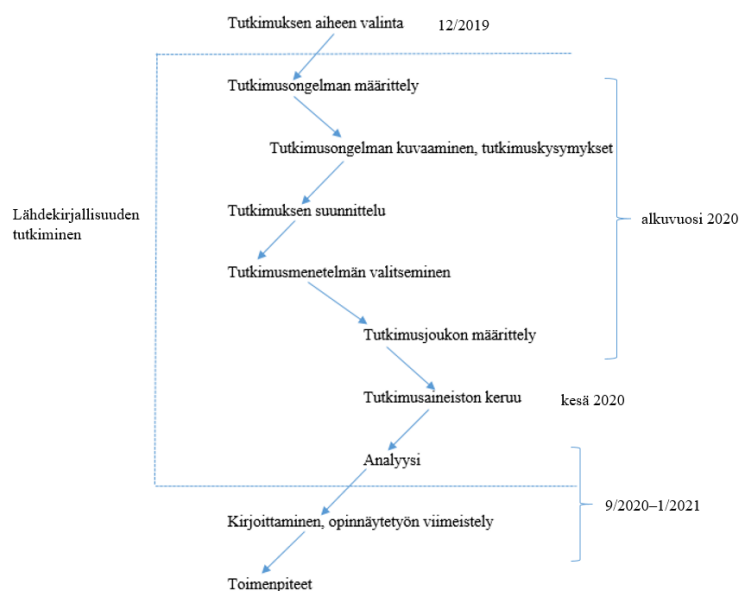 Tutkimuksen aiheen valinta 12/2019
Tutkimusongelman määrittely
Tutkimusongelman kuvaaminen, tutkimuskysymykset
Lähdekirjallisuuden
tutkiminen
Tutkimuksen suunnittelu
alkuvuosi 2020
Tutkimusmenetelmän valitseminen
Tutkimusjoukon määrittely
Tutkimusaineiston keruu kesä 2020
Analyysi
9/2020–1/2021
Kirjoittaminen, opinnäytetyön viimeistely
Toimenpiteet